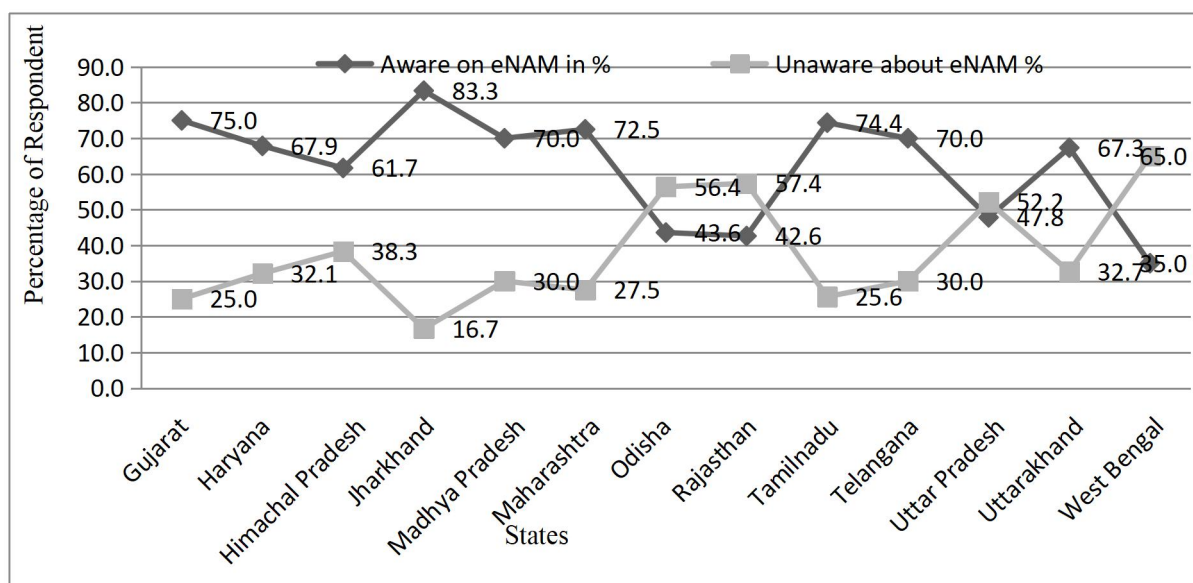 Percentage of Respondent
Aware on eNAM in %
Unaware about eNAM %
90.0
80.0
70.0
60.0
50.0
40.0
30.0
20.0
10.0
0.0
75.0
67.9
61.7
83.3
70.0
72.5
43.6
42.6
74.4
70.0
47.8
67.3
35.0
25.0
32.1
38.3
16.7
30.0
27.5
56.4
57.4
25.6
30.0
52.2
32.7
65.0
Gujarat
Haryana
Himachal Pradesh
Jharkhand
Madhya Pradesh
Maharashtra
Odisha
Rajasthan
Tamilnadu
Telangana
Uttar Pradesh
Uttarakhand
West Bengal
States